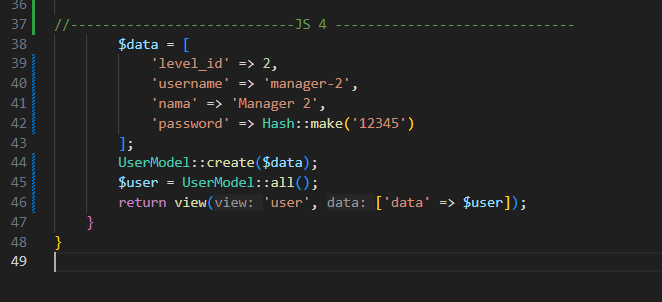 36
37 //---------------------------JS 4 -----------------------------
38 $data = [
39 'level_id' => 2,
40 'username' => 'manager-2',
41 'nama' => 'Manager 2',
42 'password' => Hash::make('12345')
43 ];
44 UserModel::create($data);
45 $user = UserModel::all();
46 return view(view: 'user', data: ['data' => $user]);
47 }
48 }
49